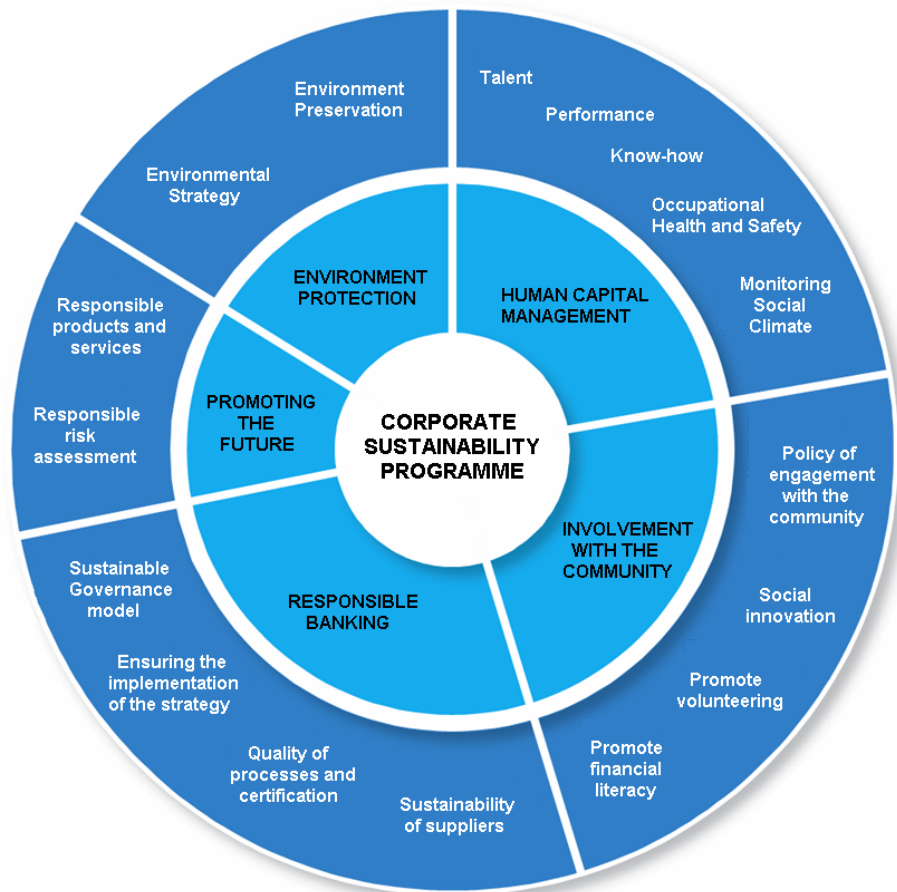 CORPORATE
SUSTAINABILITY
PROGRAMME
HUMAN CAPITAL
MANAGEMENT
Talent
Performance
Know-how
Occupational
Health and Safety
Monitoring
Social
Climate
INVOLVEMENT
WITH THE
COMMUNITY
Policy of
engagement
with the
community
Social
innovation
Promote
volunteering
Promote
financial
literacy
RESPONSIBLE
BANKING
Sustainability
of suppliers
Quality of
processes and
certification
Ensuring the
implementation
of the strategy
Sustainable
Governance
model
PROMOTING
THE
FUTURE
Responsible
risk
assessment
Responsible
products and
services
ENVIRONMENT
PROTECTION
Environmental
Strategy
Environment
Preservation